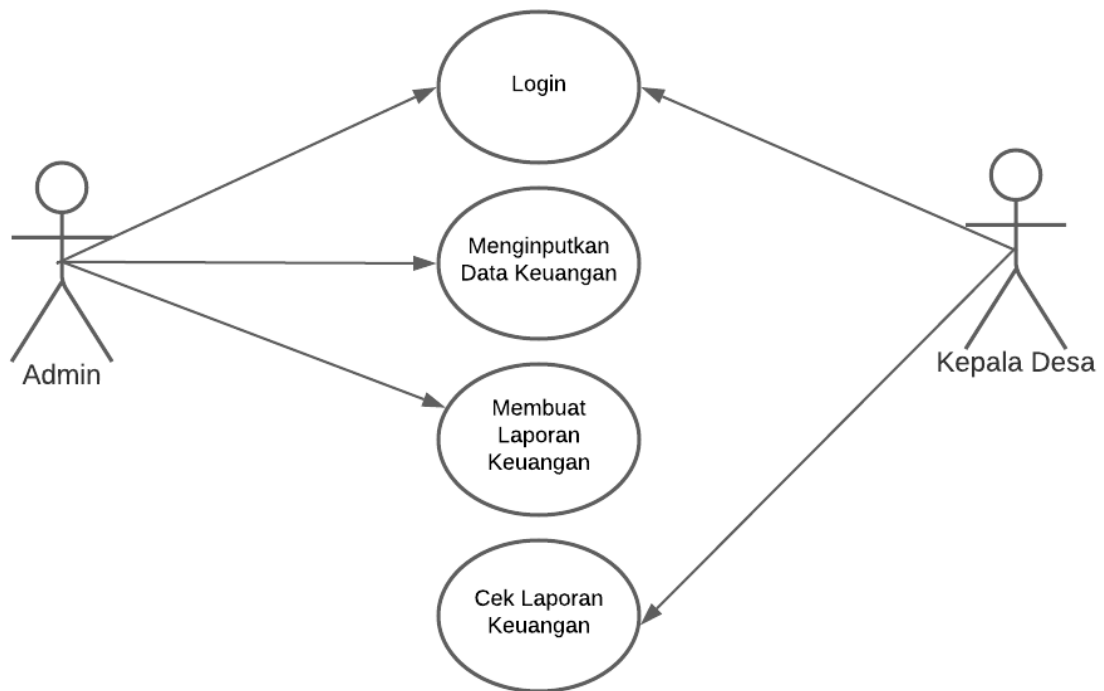 Login
Menginputkan
Data Keuangan
Admin
Kepala Desa
Membuat
Laporan
Keuangan
Cek Laporan
Keuangan